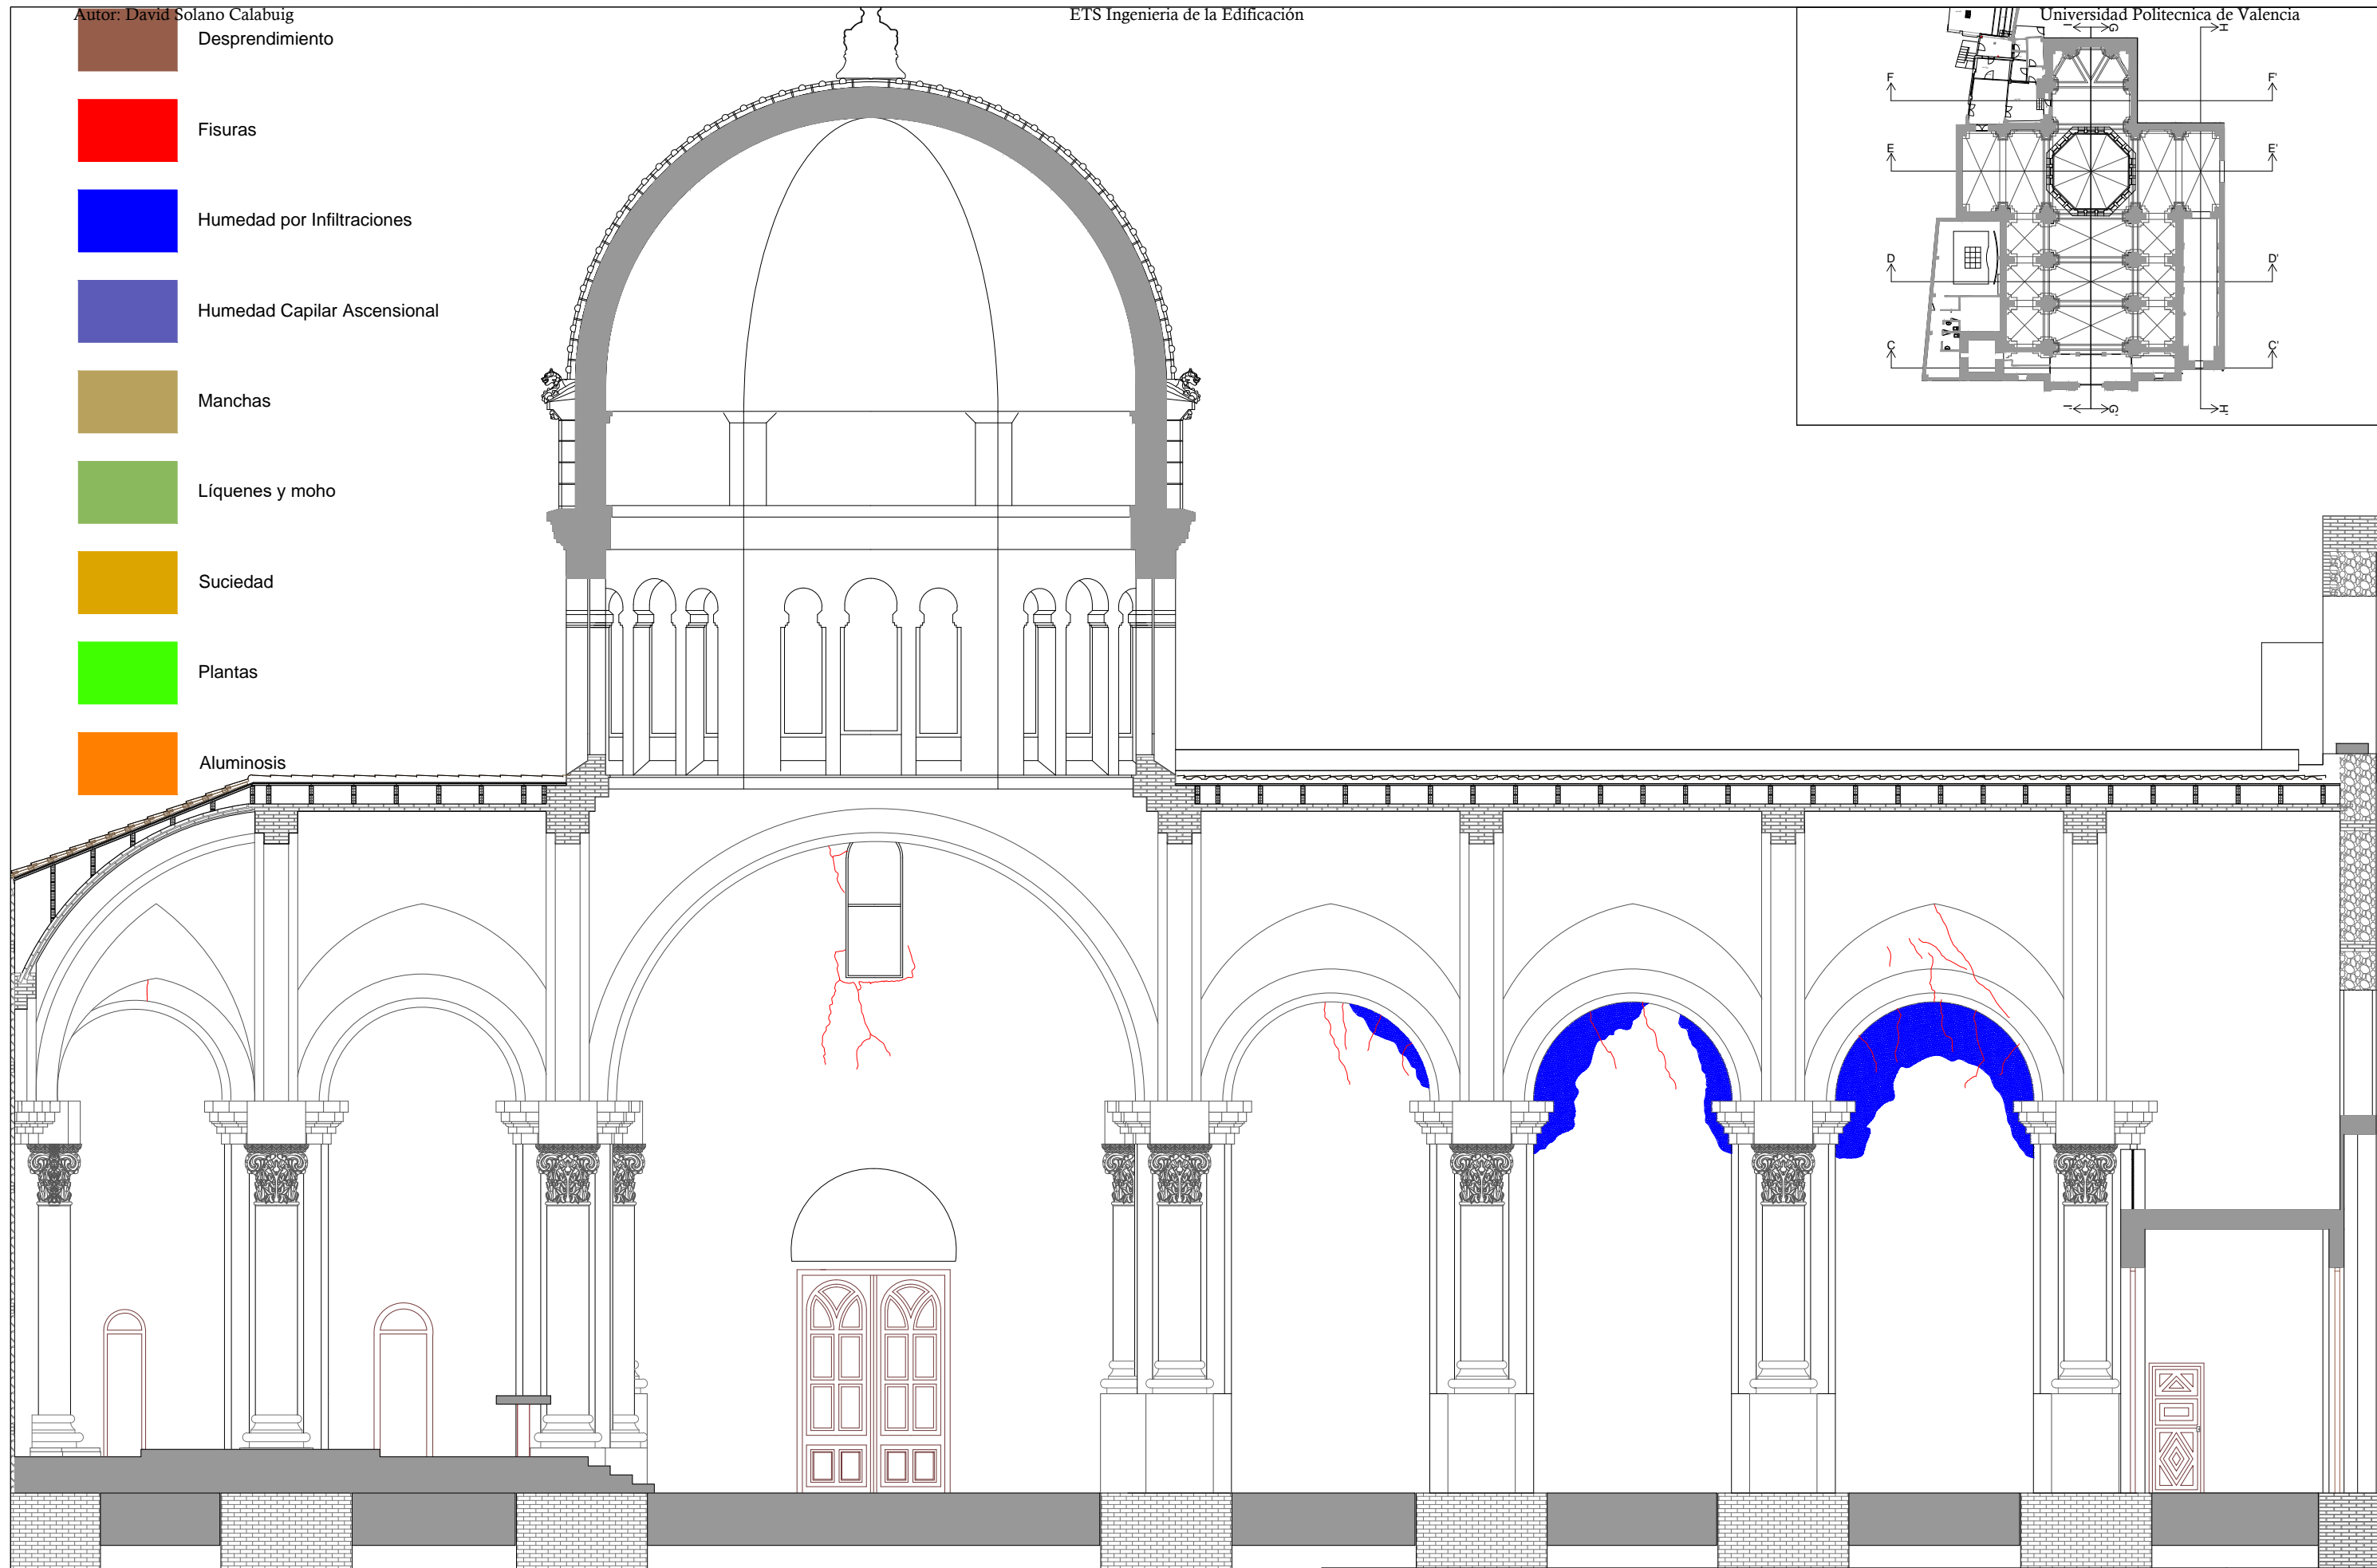 Autor: David Solano Calabuig
ETS Ingenieria de la Edificación
Universidad Politecnica de Valencia
Desprendimiento
Fisuras
Humedad por Infiltraciones
Humedad Capilar Ascensional
Manchas
Líquenes y moho
Suciedad
Plantas
Aluminosis
I
G
H
F
F'
E
E'
D
D'
C
C'
I'
G'
H'